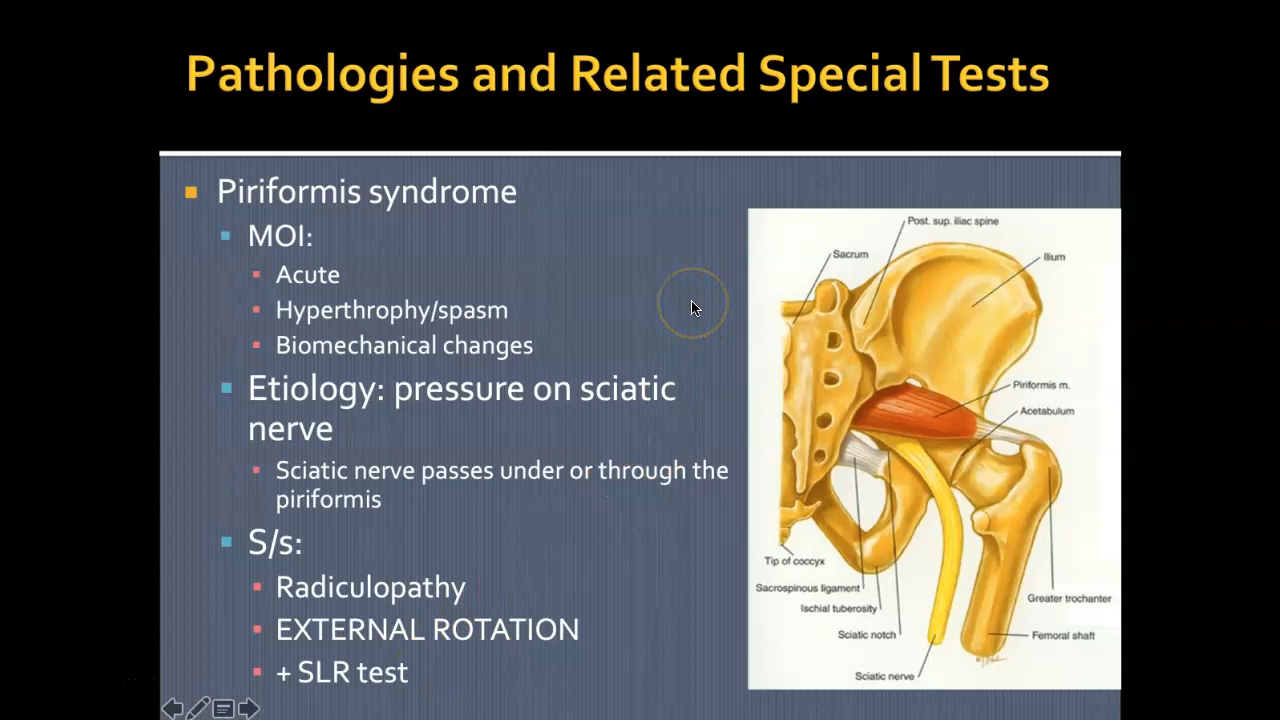 Pathologies and Related Special Tests
Piriformis syndrome
MOI:
Acute
Hyperthrophy/spasm
Biomechanical changes
Etiology: pressure on sciatic
nerve
Sciatic nerve passes under or through the
piriformis
S/s:
Radiculopathy
EXTERNAL ROTATION
+ SLR test
Post. sup. iliac spine
Sacrum
Ilium
Piriformis m.
Acetabulum
Tip of coccyx
Sacrospinous ligament
Ischial tuberosity
Greater trochanter
Sciatic notch
Femoral shaft
Sciatic nerve